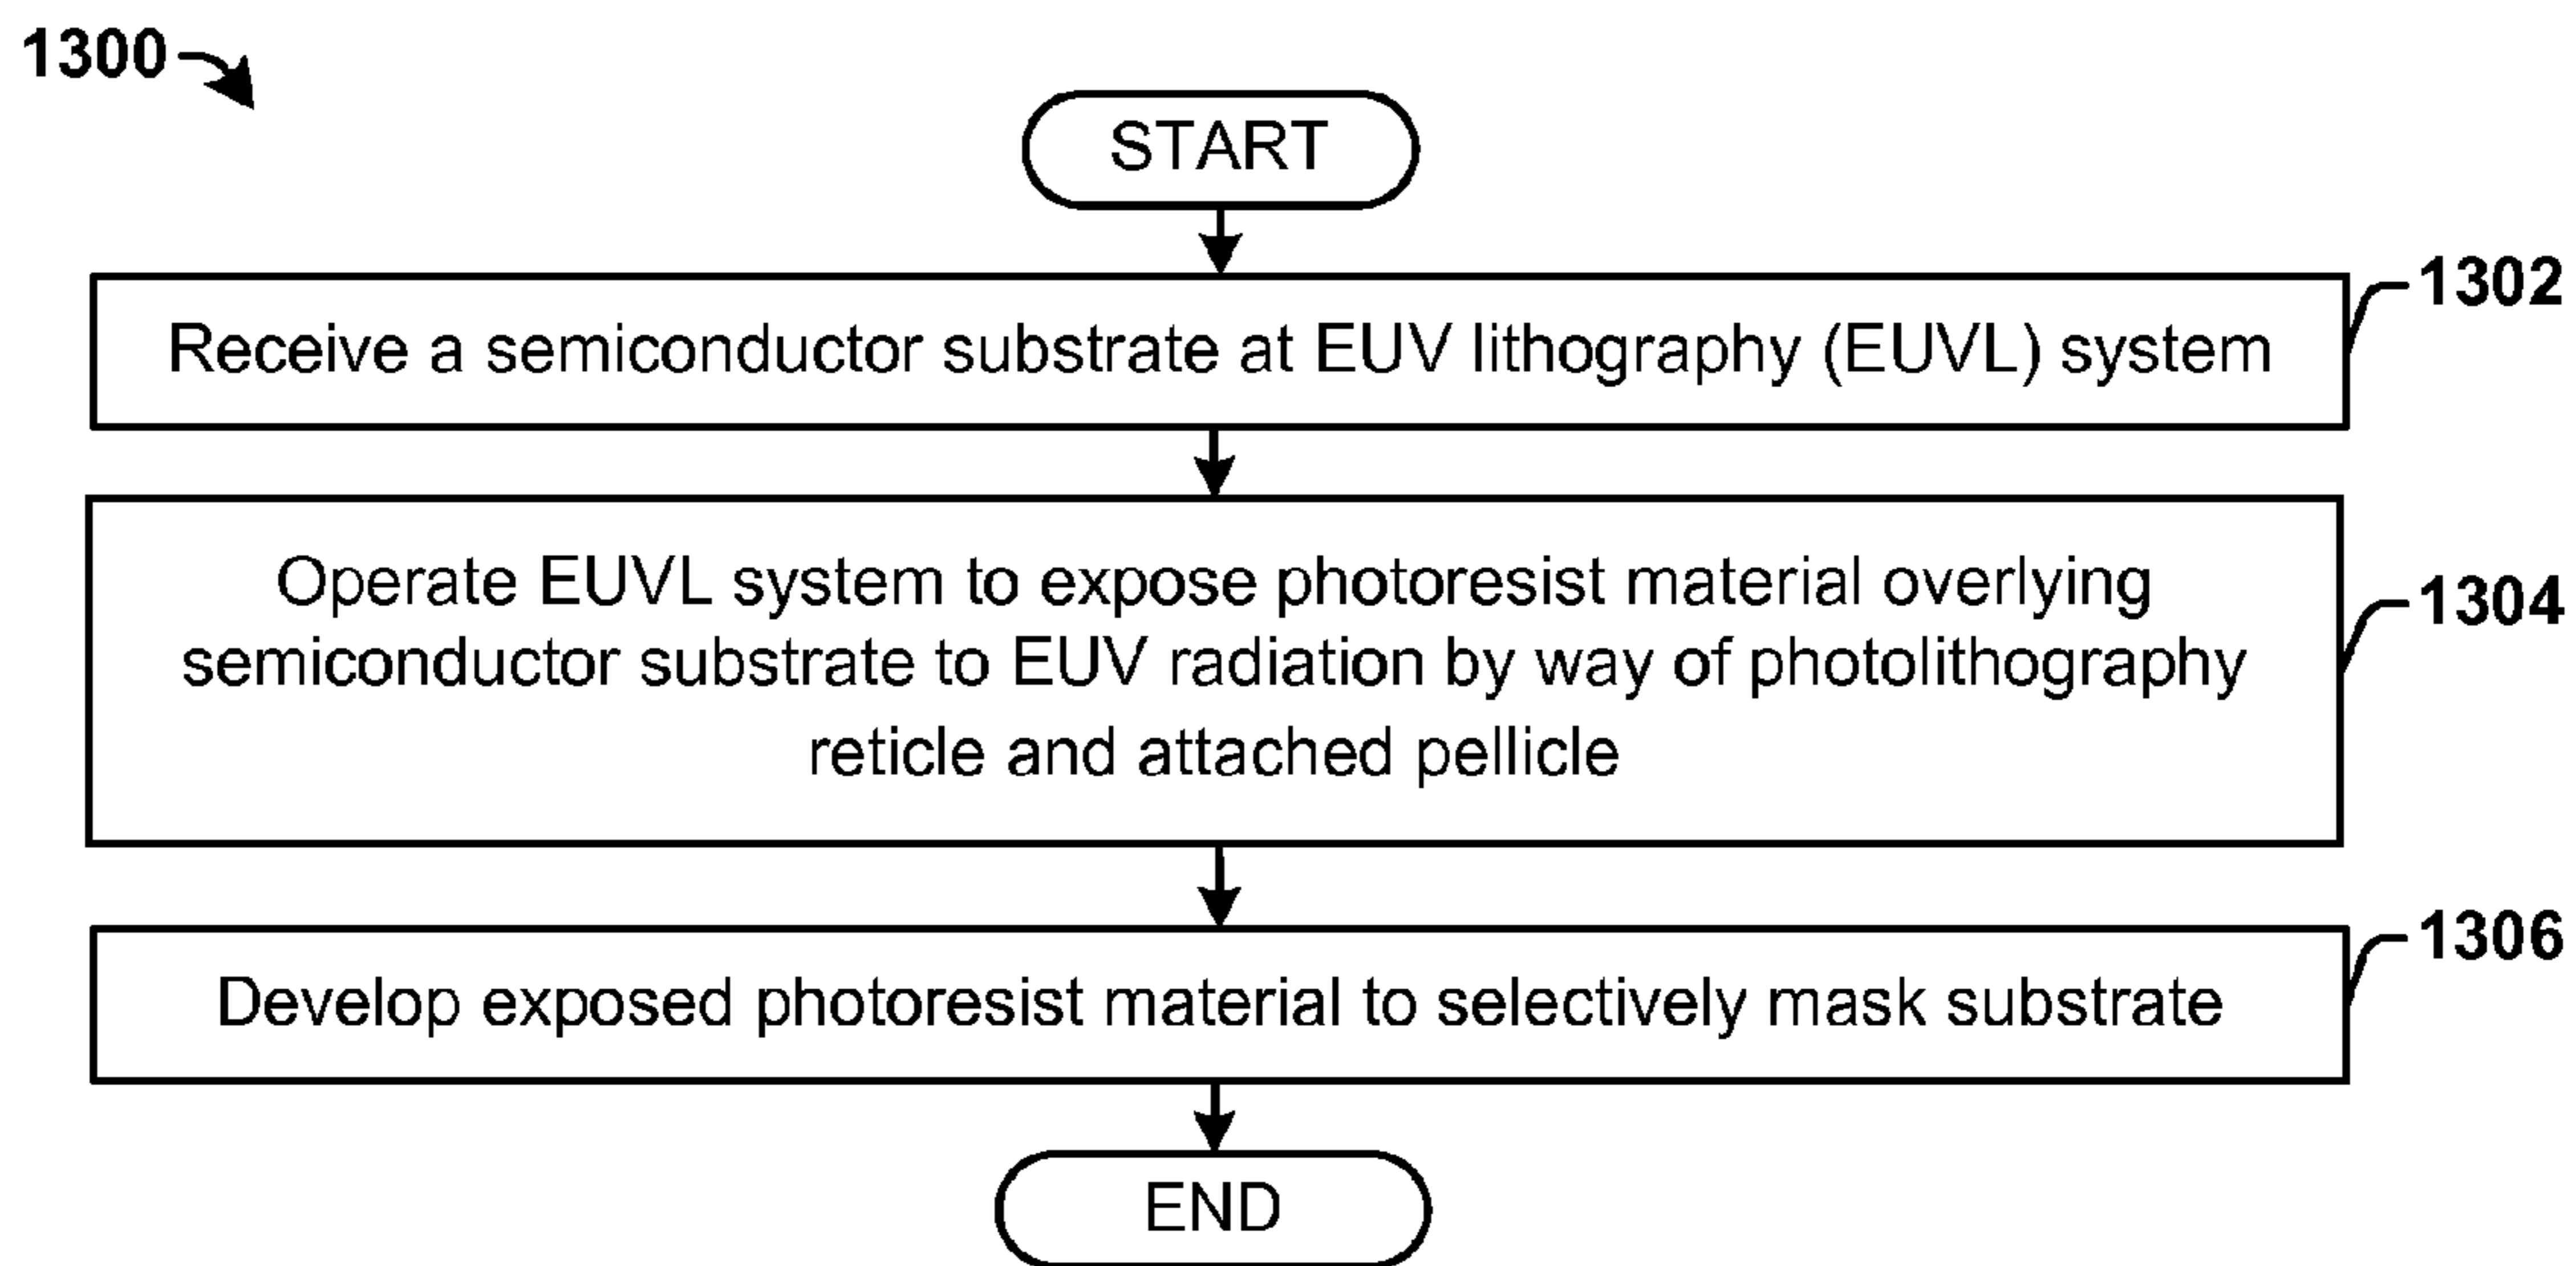 1300
START
Receive a semiconductor substrate at EUV lithography (EUVL) system
1302
Operate EUVL system to expose photoresist material overlying
semiconductor substrate to EUV radiation by way of photolithography
reticle and attached pellicle
1304
Develop exposed photoresist material to selectively mask substrate
1306
END